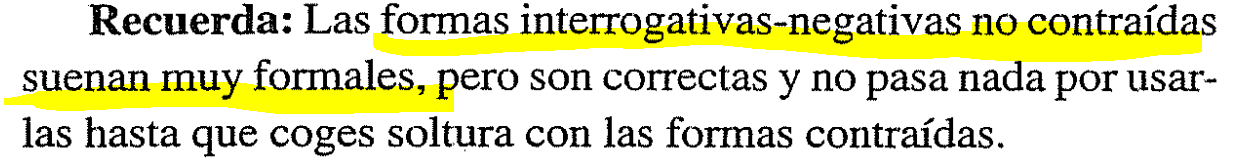 Recuerda: Las formas interrogativas-negativas no contraídas
suenan muy formales, pero son correctas y no pasa nada por usar-
las hasta que coges soltura con las formas contraídas.